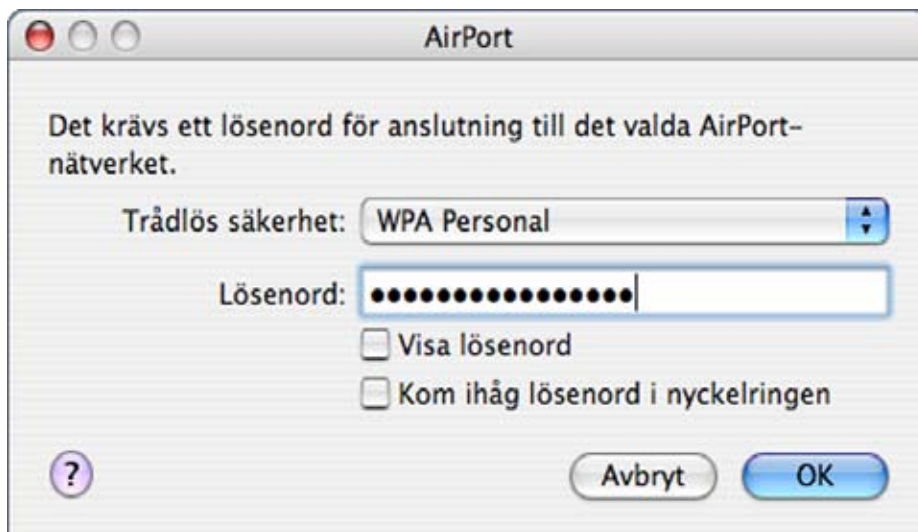 AirPort
Det krävs ett lösenord för anslutning till det valda AirPort-
nätverket.
Trådlös säkerhet: WPA Personal
Lösenord: ••••••••••••••••
Visa lösenord
Kom ihåg lösenord i nyckelringen
? Avbryt OK